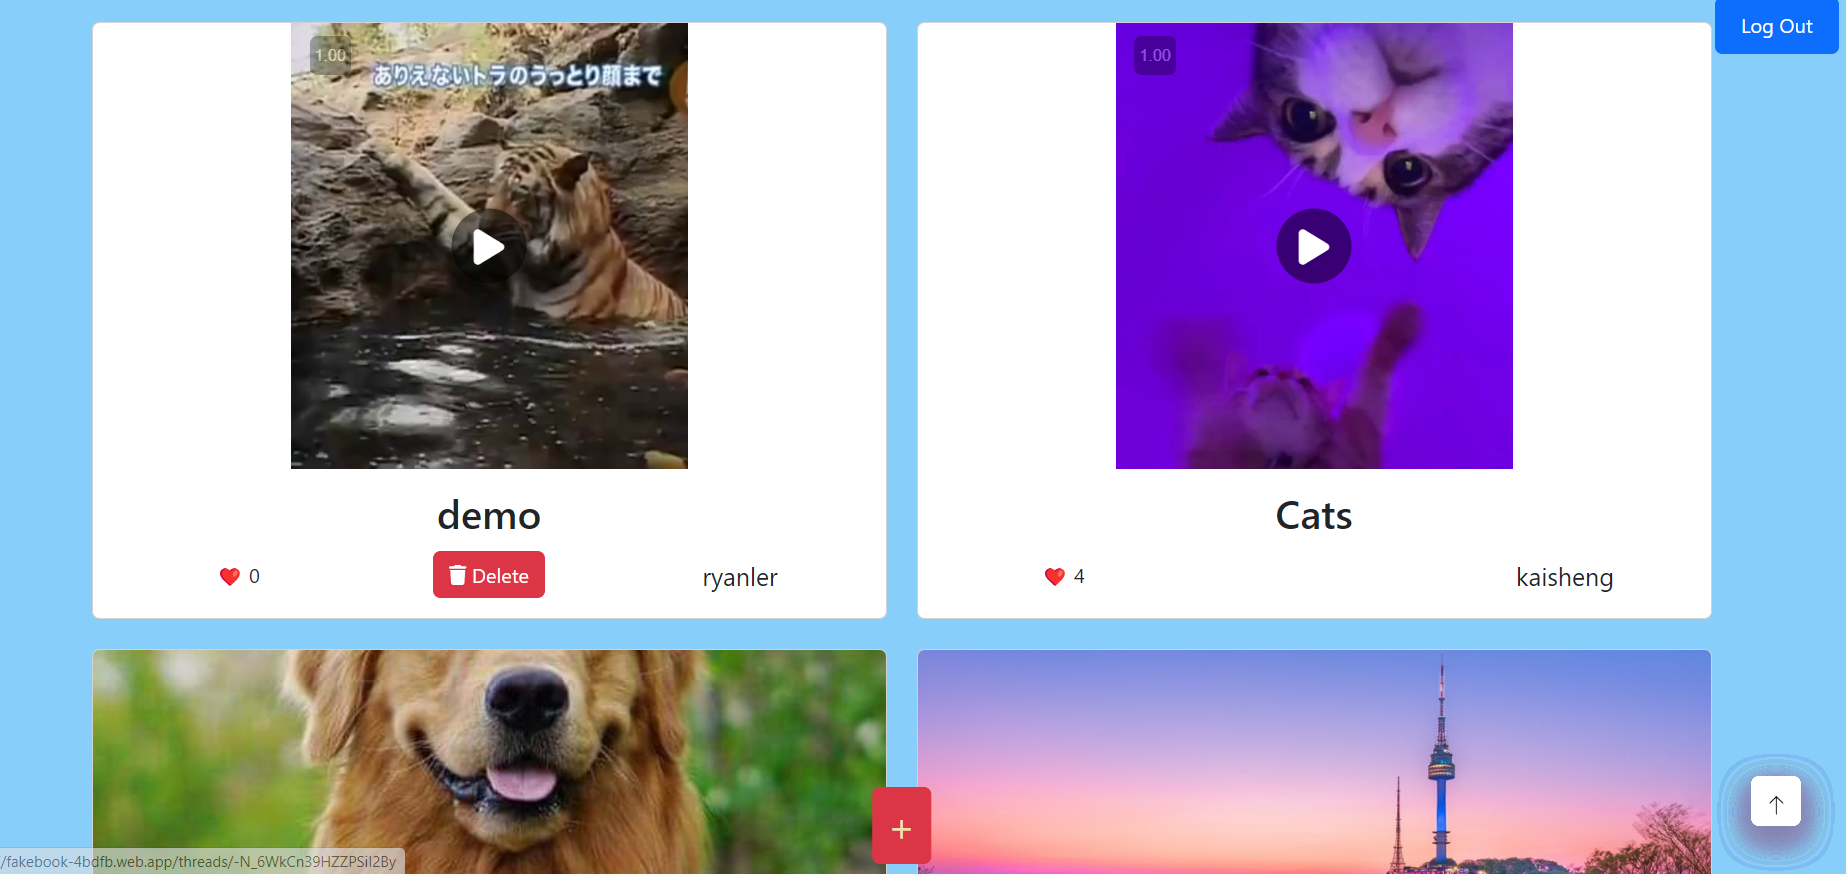 Log Out
1.00
ありえないトラのうっとり顔まで
1.00
demo
Cats
0
Delete
ryanler
4
kaisheng
+
/fakebook-4bdfb.web.app/threads/-N_6WkCn39HZZPSiI2By